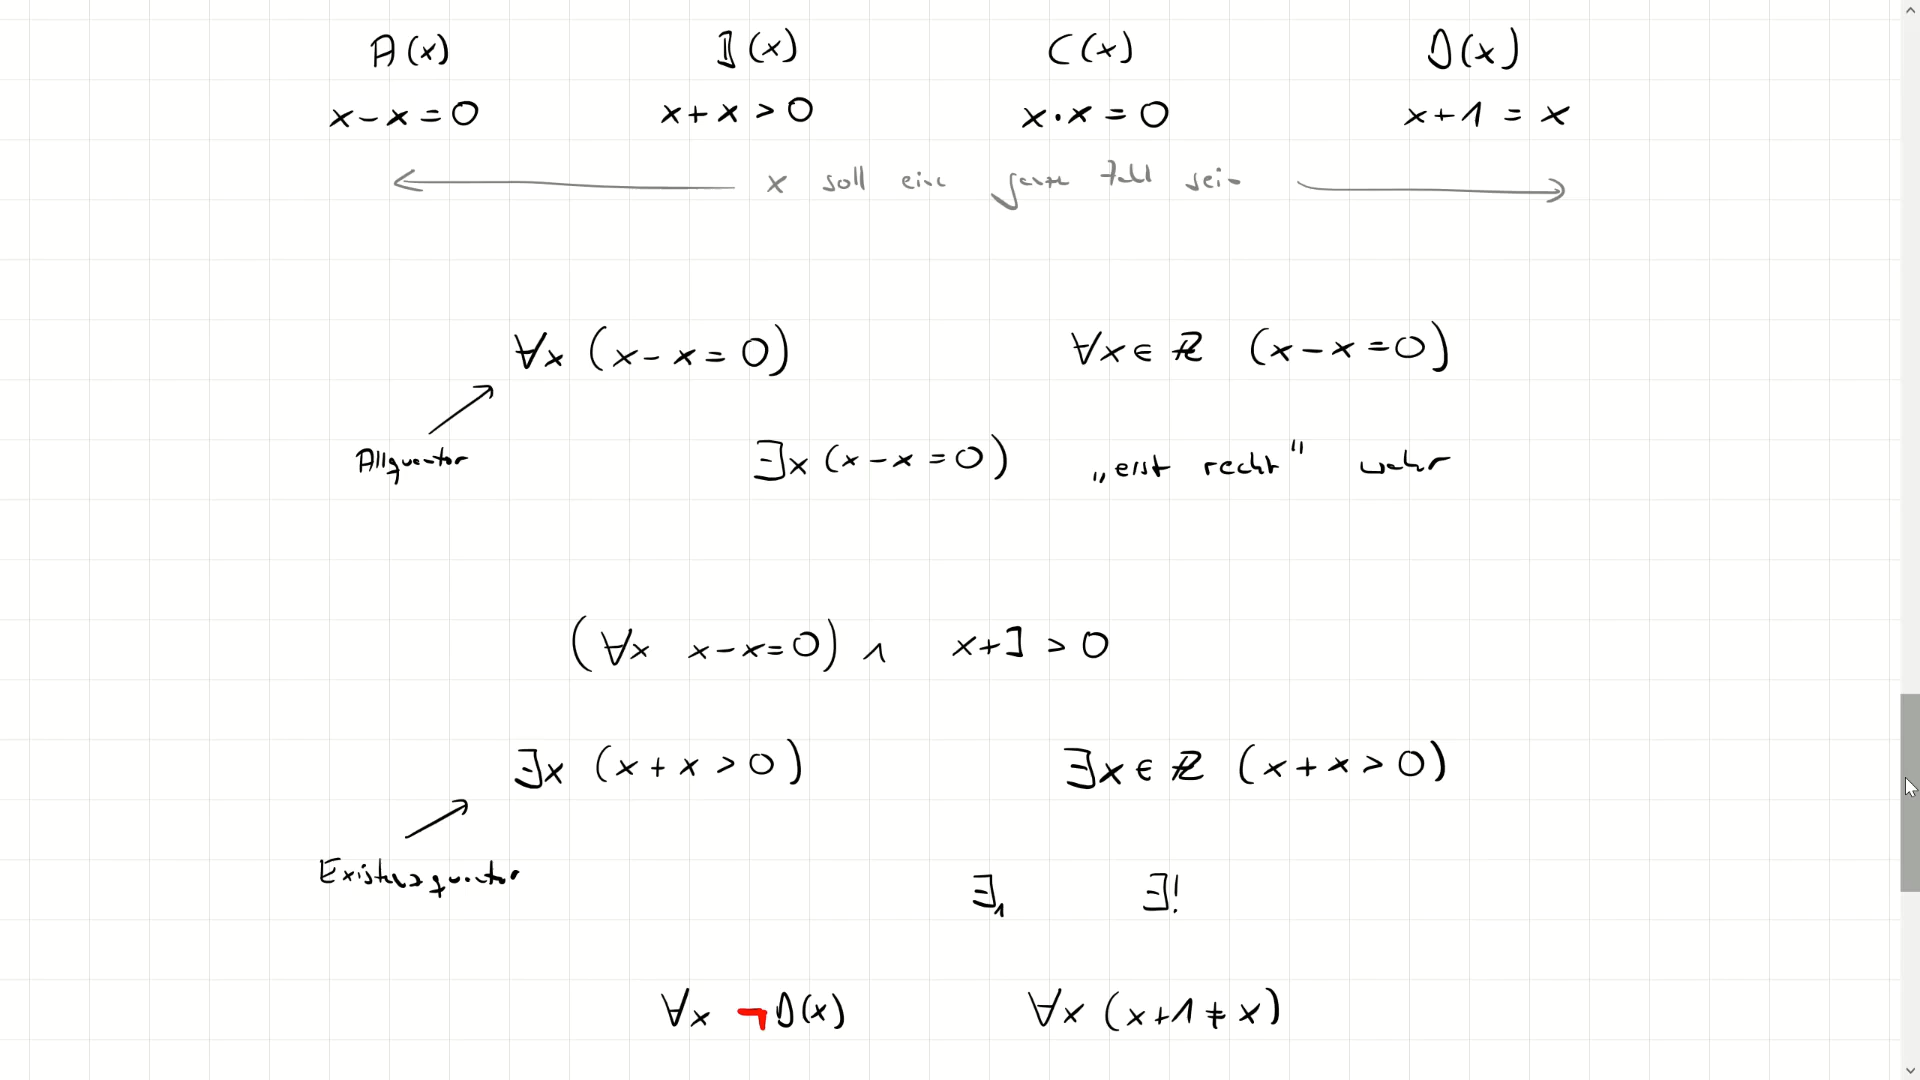 A(x) B(x) C(x) D(x)
x-x=0 x+x>0 x·x=0 x+1=x
x soll eine ganze Zahl sein
∀x (x-x=0) ∀x∈ℤ (x-x=0)
Allquantor ∃x (x-x=0) „erst recht" wahr
(∀x x-x=0) ∧ x+3>0
∃x (x+x>0) ∃x∈ℤ (x+x>0)
Existenzquantor
∃₁ ∃!
∀x ¬D(x) ∀x (x+1≠x)